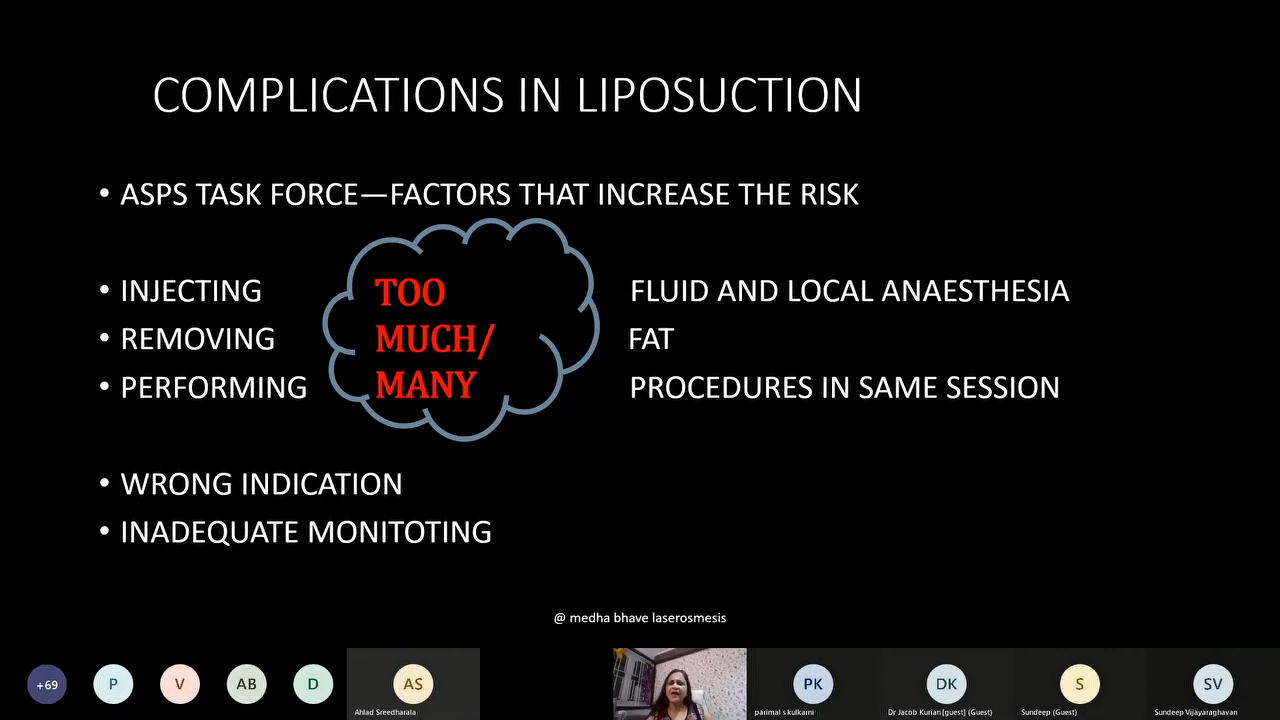 COMPLICATIONS IN LIPOSUCTION
• ASPS TASK FORCE—FACTORS THAT INCREASE THE RISK
• INJECTING TOO FLUID AND LOCAL ANAESTHESIA
• REMOVING MUCH/ FAT
• PERFORMING MANY PROCEDURES IN SAME SESSION
• WRONG INDICATION
• INADEQUATE MONITOTING
@ medha bhave laserosmesis
+69 P V AB D AS PK DK S SV
Ahlad Sreedharala parimal s kulkarni Dr Jacob Kurian[guest] (Guest) Sundeep (Guest) Sundeep Vijayaraghavan